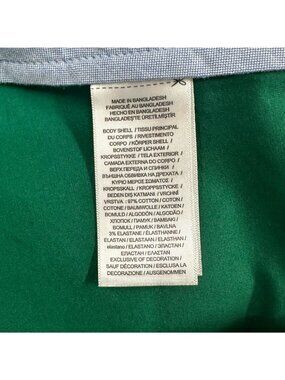 MADE IN BANGLADESH
FABRIQUÉ AU BANGLADESH
HECHO EN BANGLADESH
BANGLADEŞ'TE ÜRETİLMİŞTİR
BODY SHELL / TISSU PRINCIPAL
DU CORPS / RIVESTIMENTO
CORPO / KÖRPER SHELL /
BOVENSTOF LICHAAM /
KROPPSSTYKKE / TELA EXTERIOR /
CAMADA EXTERNA DO CORPO /
ВЕРХ ПЕРЕДА И СПИНКИ /
ВЪНШНА ОБВИВКА НА ДРЕХАТА /
ΚΥΡΙΟ ΜΕΡΟΣ ΣΩΜΑΤΟΣ /
KROPSSKALL / KROPPSSTYCKE /
BEDEN DIŞ KATMANI / VRCHNÍ
VRSTVA : 97% COTTON / COTON /
COTONE / BAUMWOLLE / KATOEN /
BOMULD / ALGODÓN / ALGODÃO /
ХЛОПОК / ПАМУК / ΒΑΜΒΑΚΙ /
BOMULL / PAMUK / BAVLNA
3% ELASTANE / ÉLASTHANNE /
ELASTAN / ELASTAAN / ELASTHAN /
elastano / ELASTANO / ЭЛАСТАН /
ЕЛАСТАН / ΕΛΑΣΤΑΝ
EXCLUSIVE OF DECORATION /
SAUF DÉCORATION / ESCLUSA LA
DECORAZIONE / AUSGENOMMEN